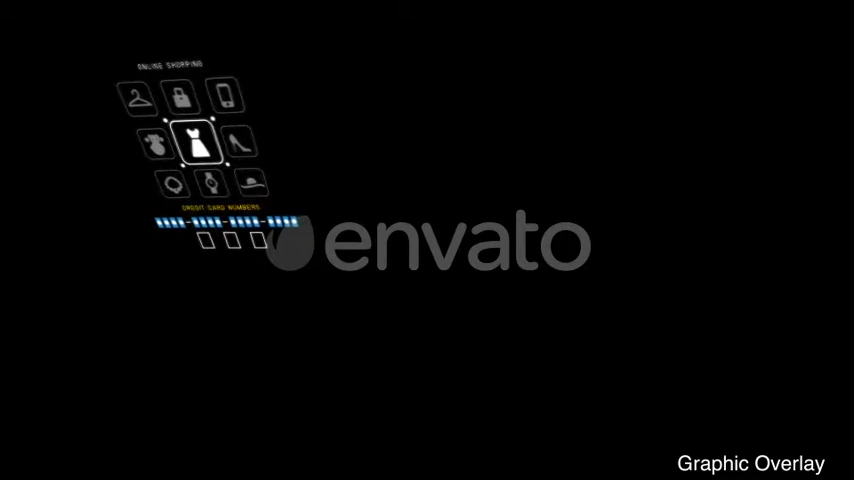 ONLINE SHOPPING
CREDIT CARD NUMBERS
envato
Graphic Overlay